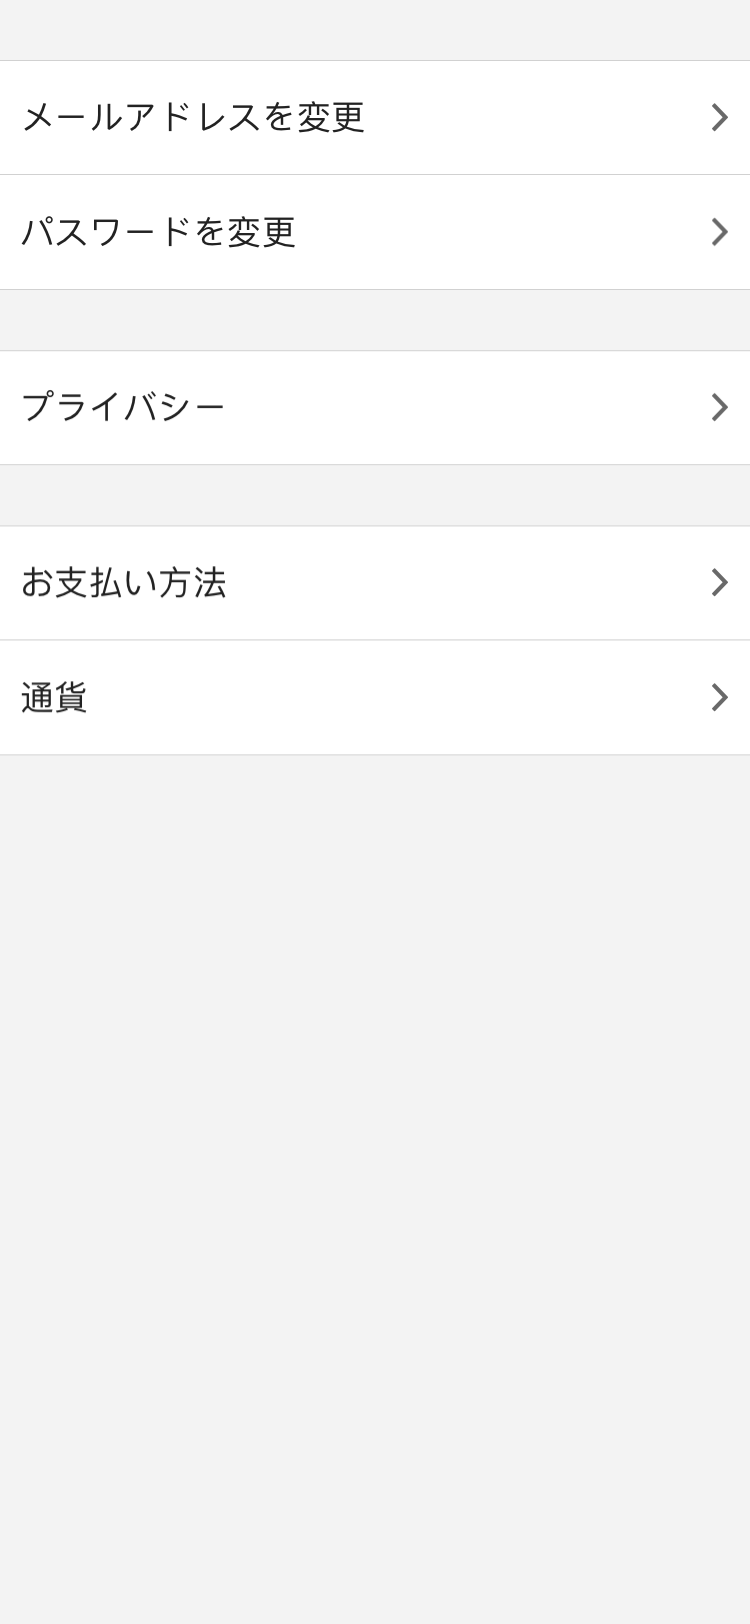 メールアドレスを変更
パスワードを変更
プライバシー
お支払い方法
通貨